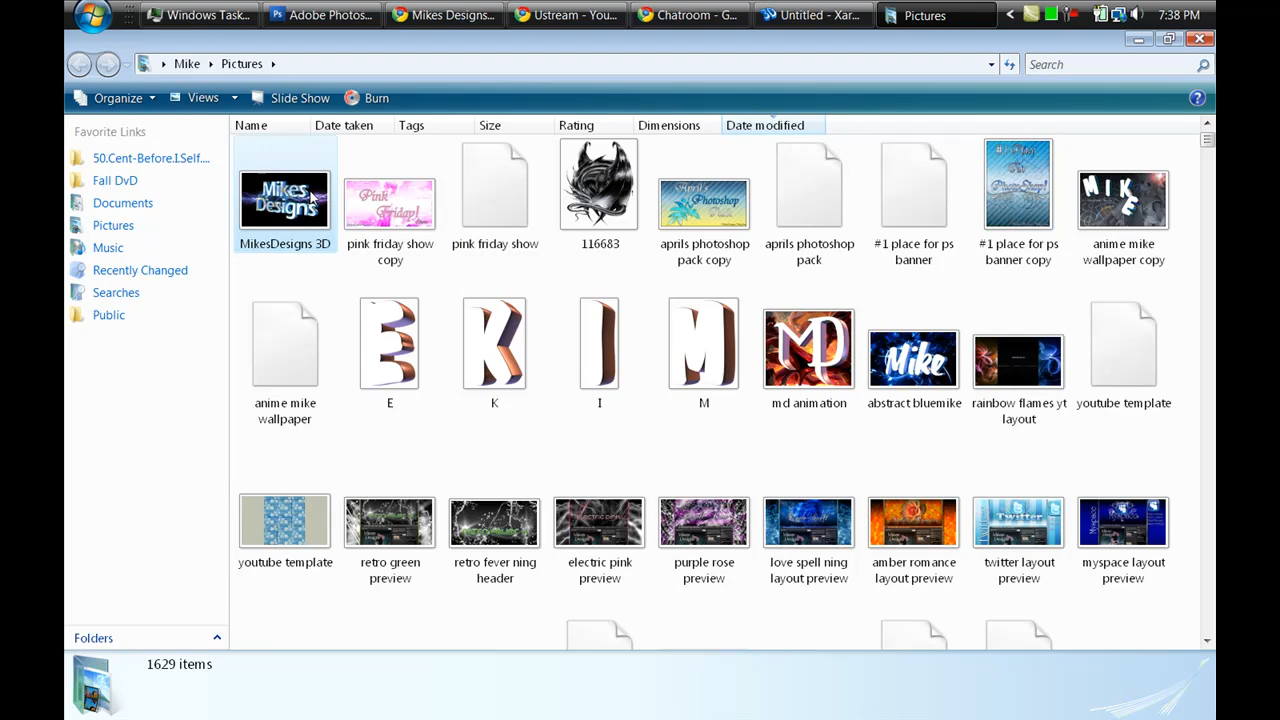 Windows Task...
Adobe Photos...
Mikes Designs...
Ustream - You...
Chatroom - G...
Untitled - Xar...
Pictures
7:38 PM
Mike
Pictures
Search
Organize
Views
Slide Show
Burn
Favorite Links
50.Cent-Before.I.Self....
Fall DvD
Documents
Pictures
Music
Recently Changed
Searches
Public
Folders
Name
Date taken
Tags
Size
Rating
Dimensions
Date modified
Mikes
Designs
Pink
Friday!
April's
Photoshop
MIKE
MikesDesigns 3D
pink friday show
copy
pink friday show
116683
aprils photoshop
pack copy
aprils photoshop
pack
#1 place for ps
banner
#1 place for ps
banner copy
anime mike
wallpaper copy
E
K
I
M
MD
Mike
anime mike
wallpaper
E
K
I
M
md animation
abstract bluemike
rainbow flames yt
layout
youtube template
Twitter
youtube template
retro green
preview
retro fever ning
header
electric pink
preview
purple rose
preview
love spell ning
layout preview
amber romance
layout preview
twitter layout
preview
myspace layout
preview
1629 items